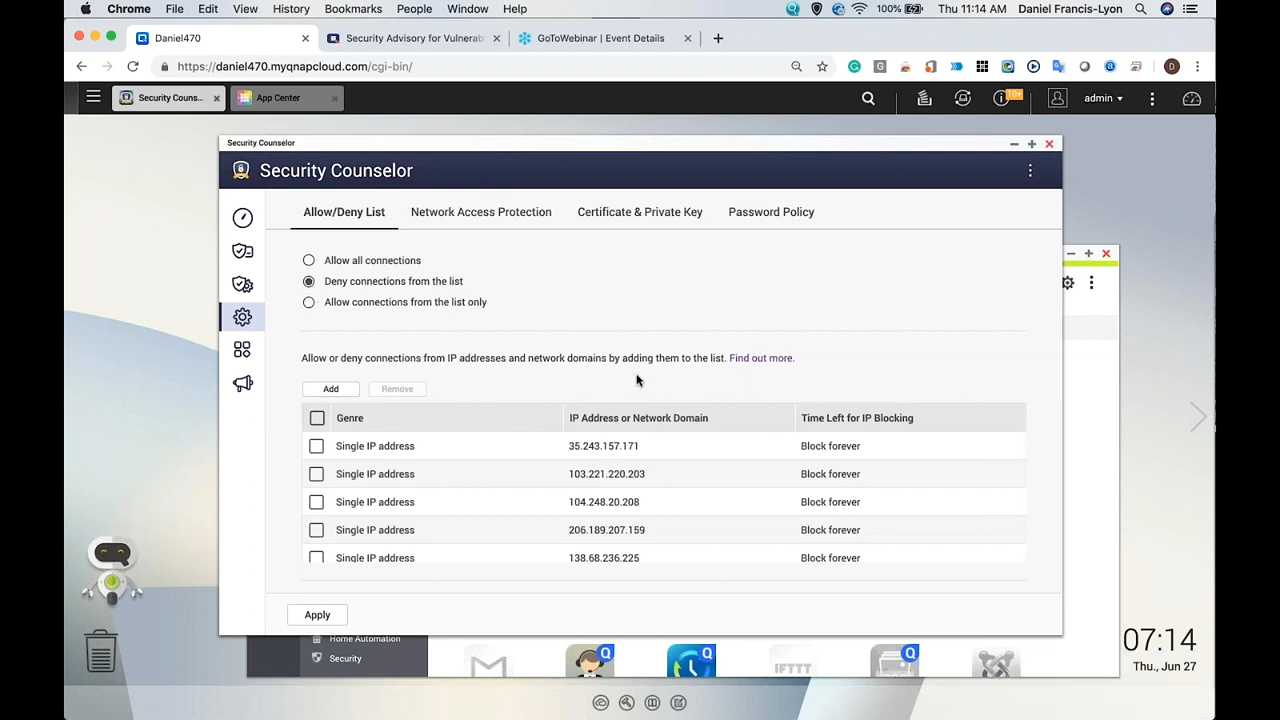 Chrome File Edit View History Bookmarks People Window Help 100% Thu 11:14 AM Daniel Francis-Lyon
Daniel470 Security Advisory for Vulnerab GoToWebinar | Event Details
https://daniel470.myqnapcloud.com/cgi-bin/
Security Couns... App Center 10+ admin
Security Counselor
Security Counselor
Allow/Deny List Network Access Protection Certificate & Private Key Password Policy
Allow all connections
Deny connections from the list
Allow connections from the list only
Allow or deny connections from IP addresses and network domains by adding them to the list. Find out more.
Add Remove
Genre IP Address or Network Domain Time Left for IP Blocking
Single IP address 35.243.157.171 Block forever
Single IP address 103.221.220.203 Block forever
Single IP address 104.248.20.208 Block forever
Single IP address 206.189.207.159 Block forever
Single IP address 138.68.236.225 Block forever
Apply
Home Automation
Security
IFTTT
07:14
Thu., Jun 27